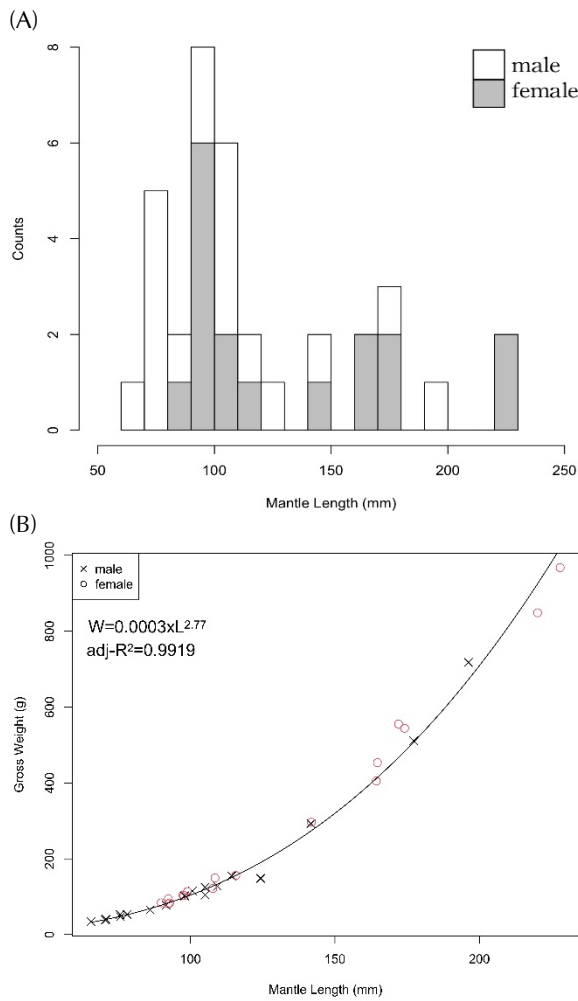 (A)
8
6
4
2
0
Counts
male
female
50
100
150
200
250
Mantle Length (mm)
(B)
1000
800
600
400
200
0
Gross Weight (g)
× male
○ female
W=0.0003xL²·⁷⁷
adj-R²=0.9919
100
150
200
Mantle Length (mm)